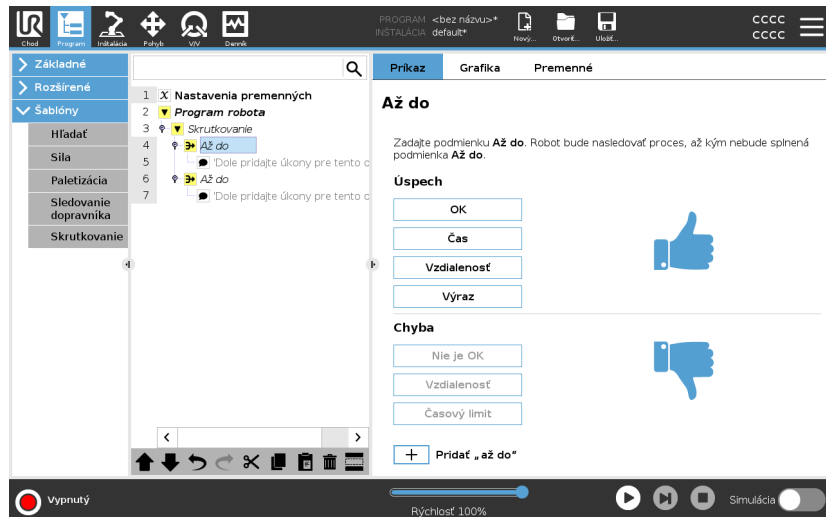 UR
Chod
Program
Inštalácia
Pohyb
V/V
Denník
PROGRAM <bez názvu>*
INŠTALÁCIA default*
Nový...
Otvoriť...
Uložiť...
CCCC
CCCC
Základné
Rozšírené
Šablóny
Hľadať
Sila
Paletizácia
Sledovanie
dopravníka
Skrutkovanie
1 X Nastavenia premenných
2 Program robota
3 Skrutkovanie
4 Až do
5 'Dole pridajte úkony pre tento o
6 Až do
7 'Dole pridajte úkony pre tento o
Príkaz
Grafika
Premenné
Až do
Zadajte podmienku Až do. Robot bude nasledovať proces, až kým nebude splnená
podmienka Až do.
Úspech
OK
Čas
Vzdialenosť
Výraz
Chyba
Nie je OK
Vzdialenosť
Časový limit
Pridať „až do“
Vypnutý
Rýchlosť 100%
Simulácia